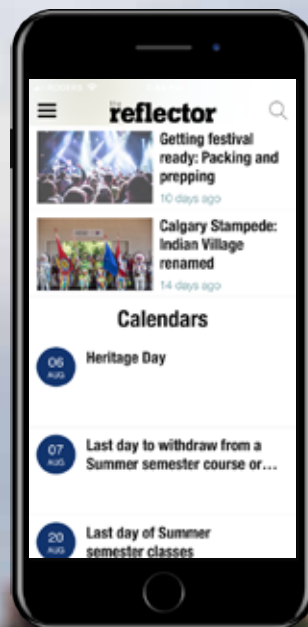 the
reflector
Getting festival
ready: Packing and
prepping
10 days ago
Calgary Stampede:
Indian Village
renamed
14 days ago
Calendars
06
AUG
Heritage Day
07
AUG
Last day to withdraw from a
Summer semester course or…
20
AUG
Last day of Summer
semester classes